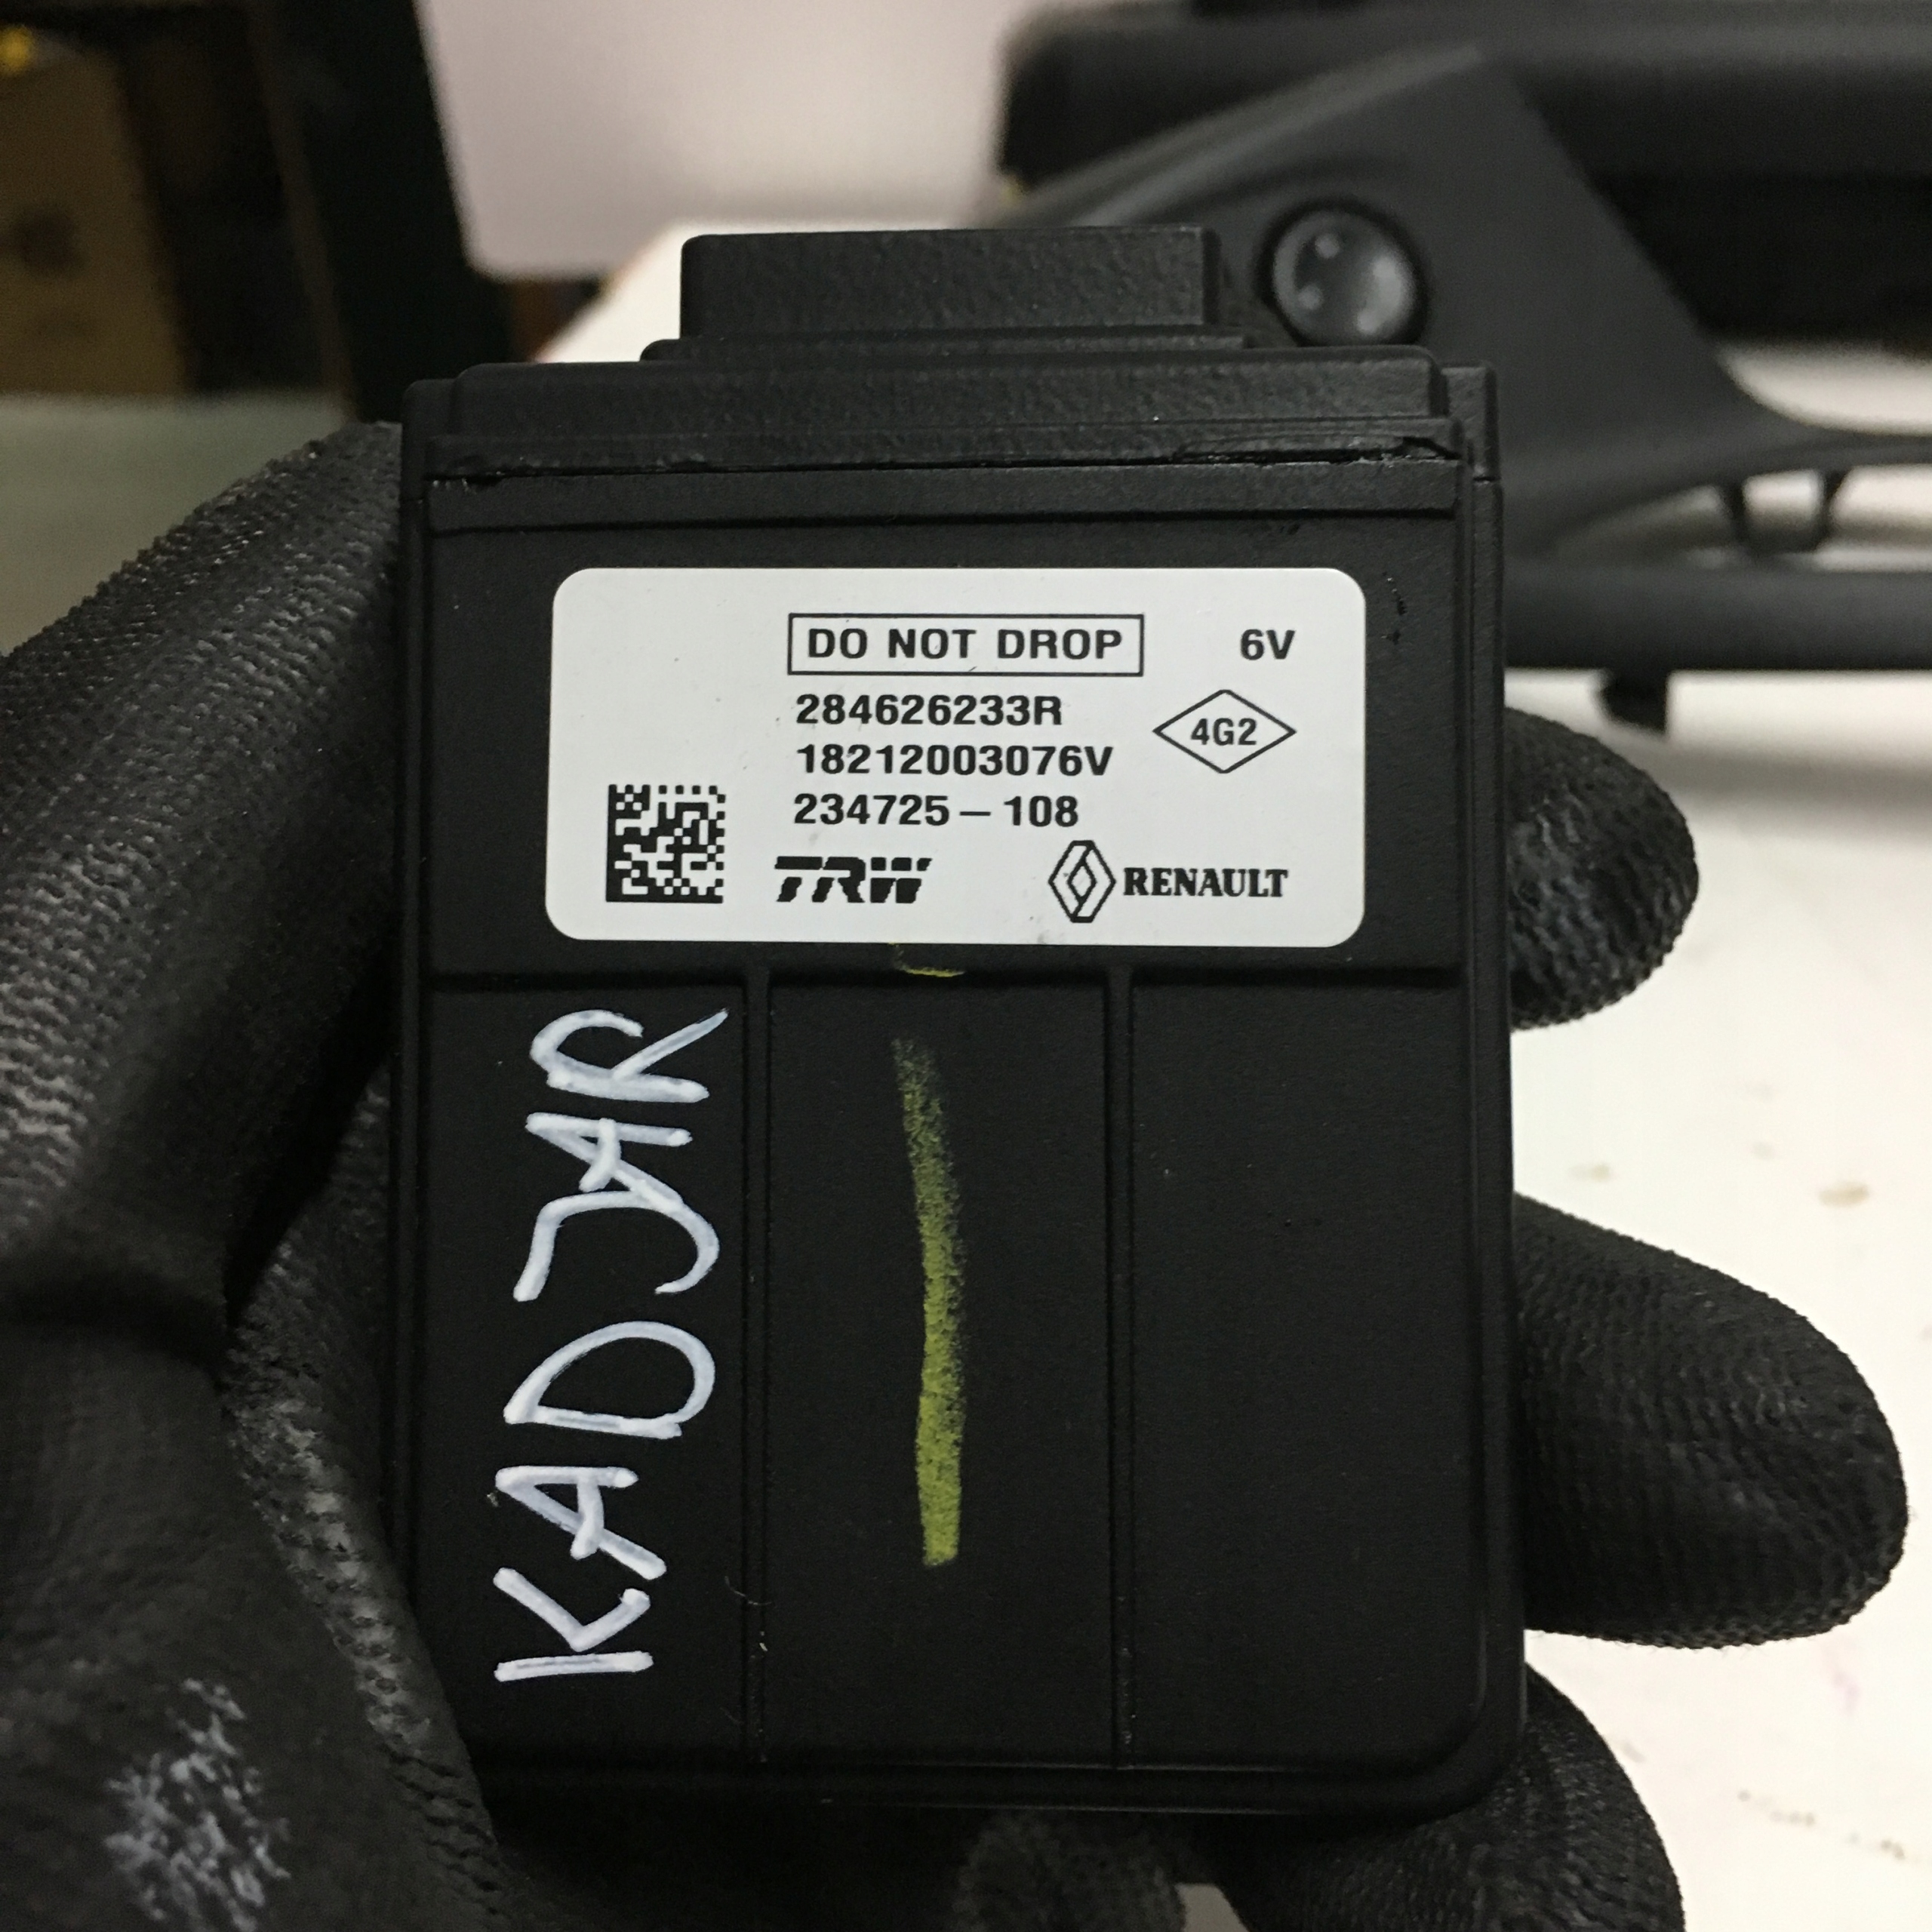 DO NOT DROP 6V
284626233R
4G2
18212003076V
234725-108
TRW RENAULT
KADJAR